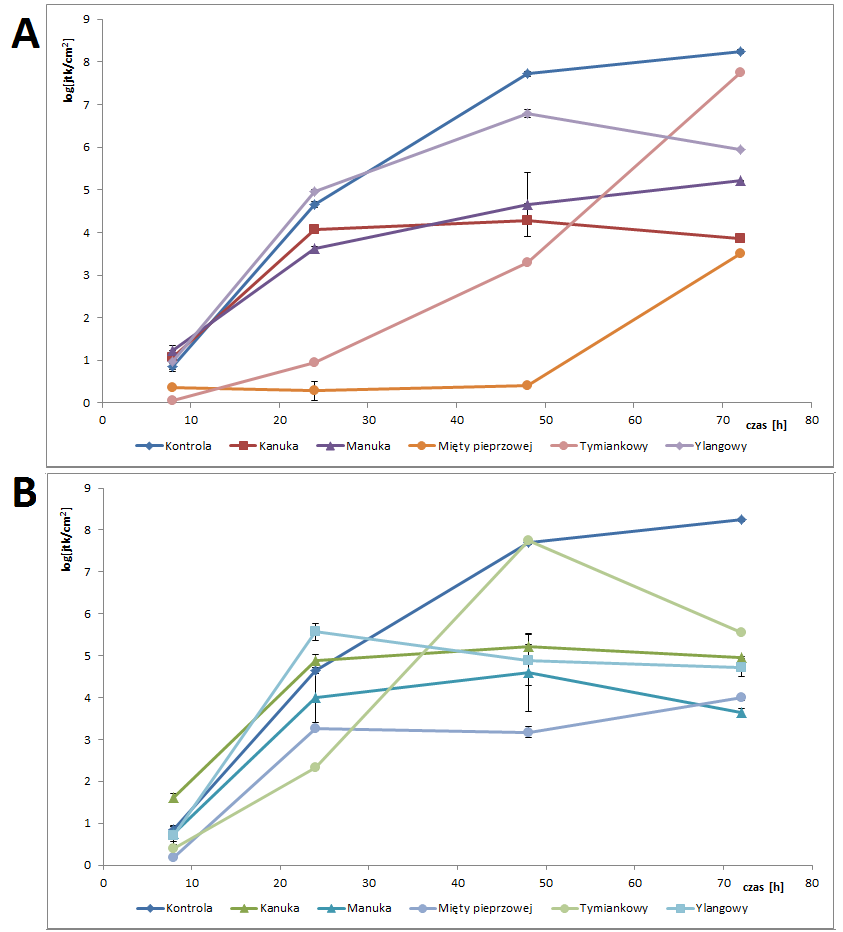 A
log[jtk/cm²]
9
8
7
6
5
4
3
2
1
0
0 10 20 30 40 50 60 70 80
czas [h]
Kontrola Kanuka Manuka Mięty pieprzowej Tymiankowy Ylangowy
B
log[jtk/cm²]
9
8
7
6
5
4
3
2
1
0
0 10 20 30 40 50 60 70 80
czas [h]
Kontrola Kanuka Manuka Mięty pieprzowej Tymiankowy Ylangowy